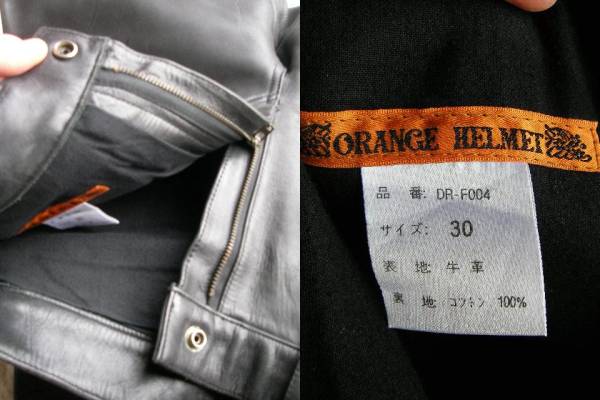 ORANGE HELMET
品 番: DR-F004
サイズ: 30
表 地: 牛 革
裏 地: コツトン 100%